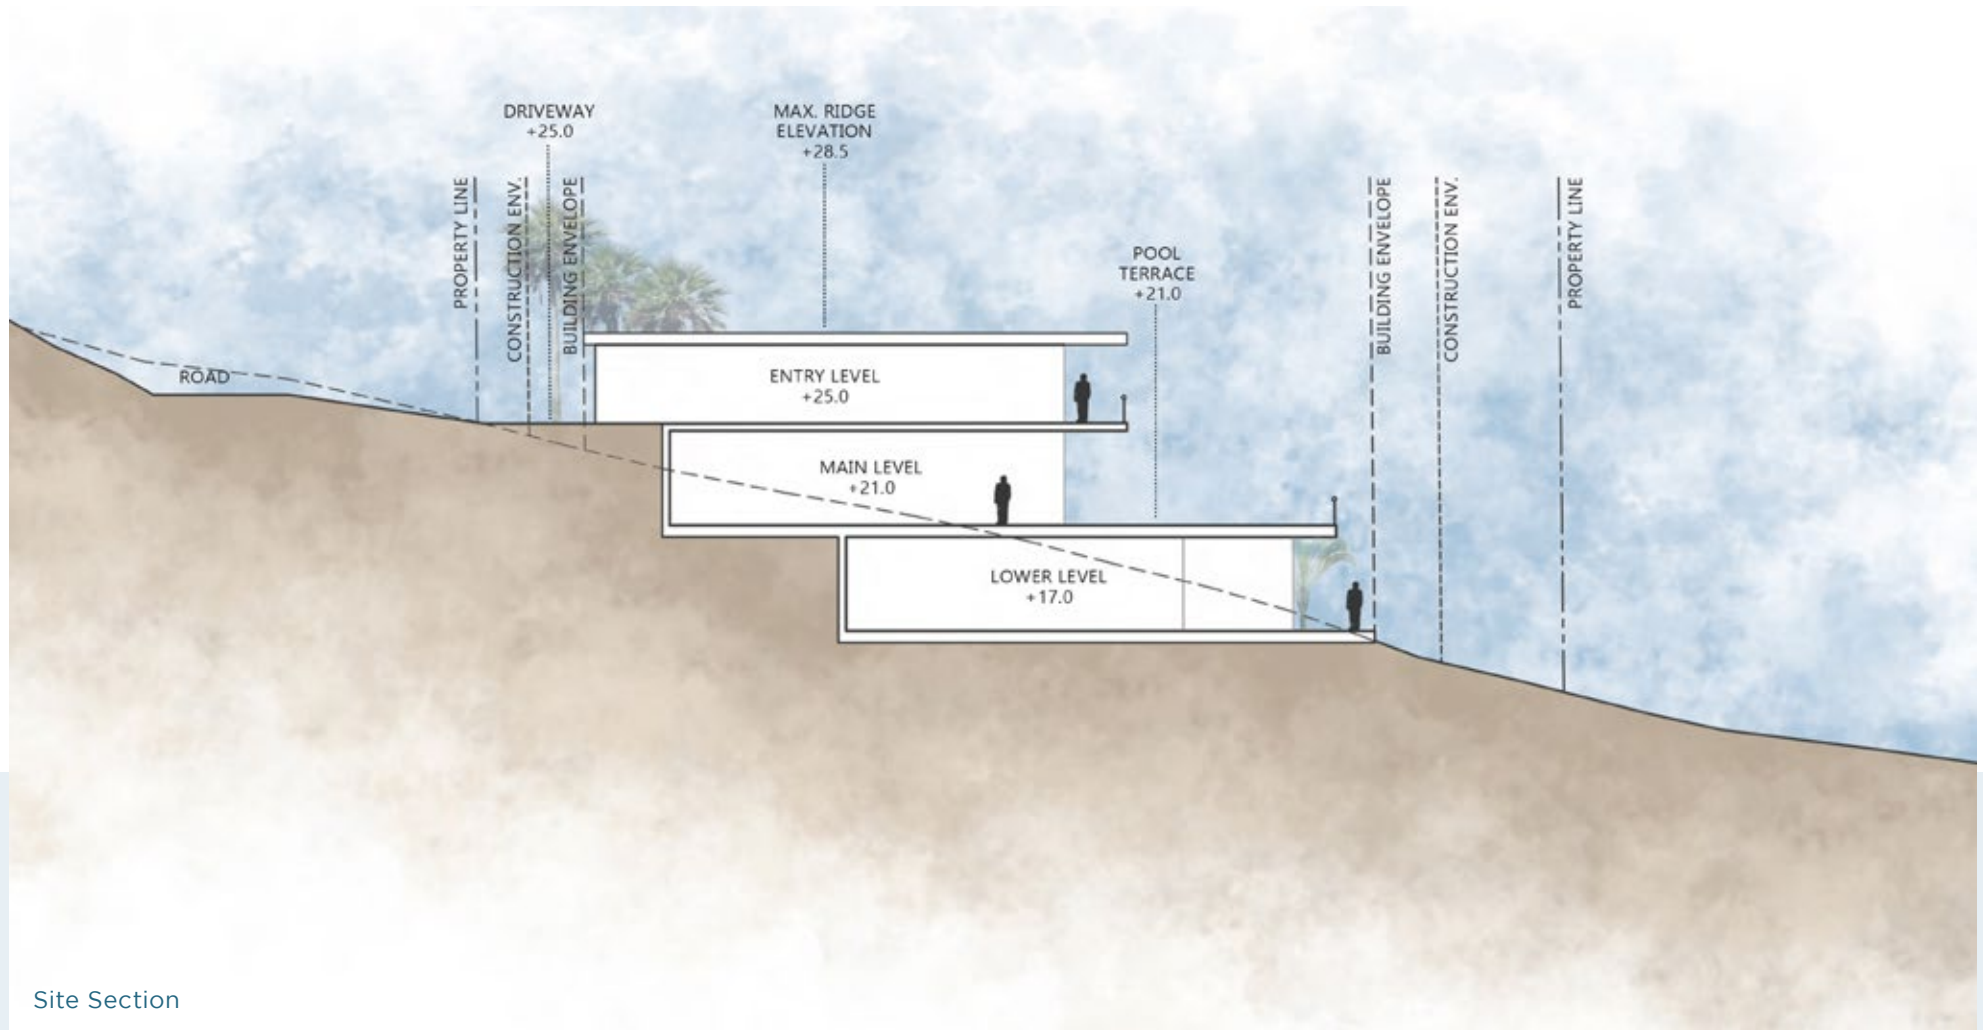 DRIVEWAY
+25.0
MAX. RIDGE
ELEVATION
+28.5
PROPERTY LINE
CONSTRUCTION ENV.
BUILDING ENVELOPE
POOL
TERRACE
+21.0
BUILDING ENVELOPE
CONSTRUCTION ENV.
PROPERTY LINE
ROAD
ENTRY LEVEL
+25.0
MAIN LEVEL
+21.0
LOWER LEVEL
+17.0
Site Section